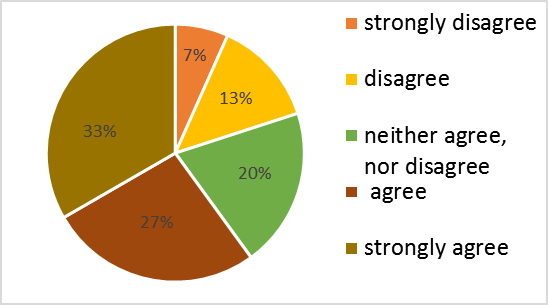 7%
13%
20%
27%
33%
strongly disagree
disagree
neither agree,
nor disagree
agree
strongly agree